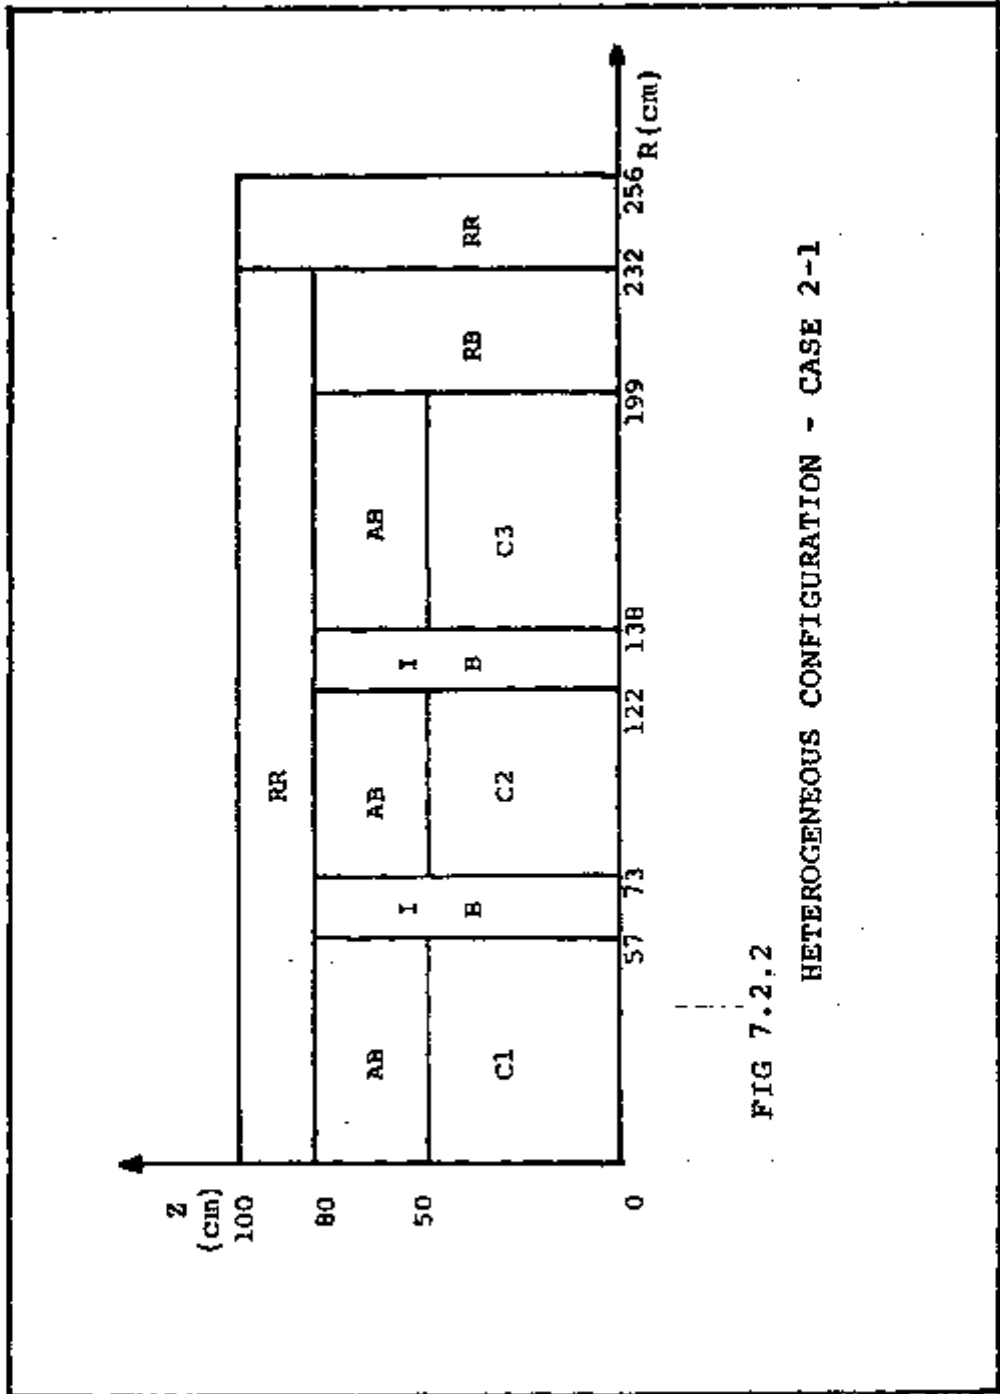 Z
(cm)
100
80
50
0
RR
AB
AB
AB
I
B
I
B
C1
C2
C3
RB
RR
57
73
122
138
199
232
256
R(cm)
FIG 7.2.2
HETEROGENEOUS CONFIGURATION - CASE 2-1